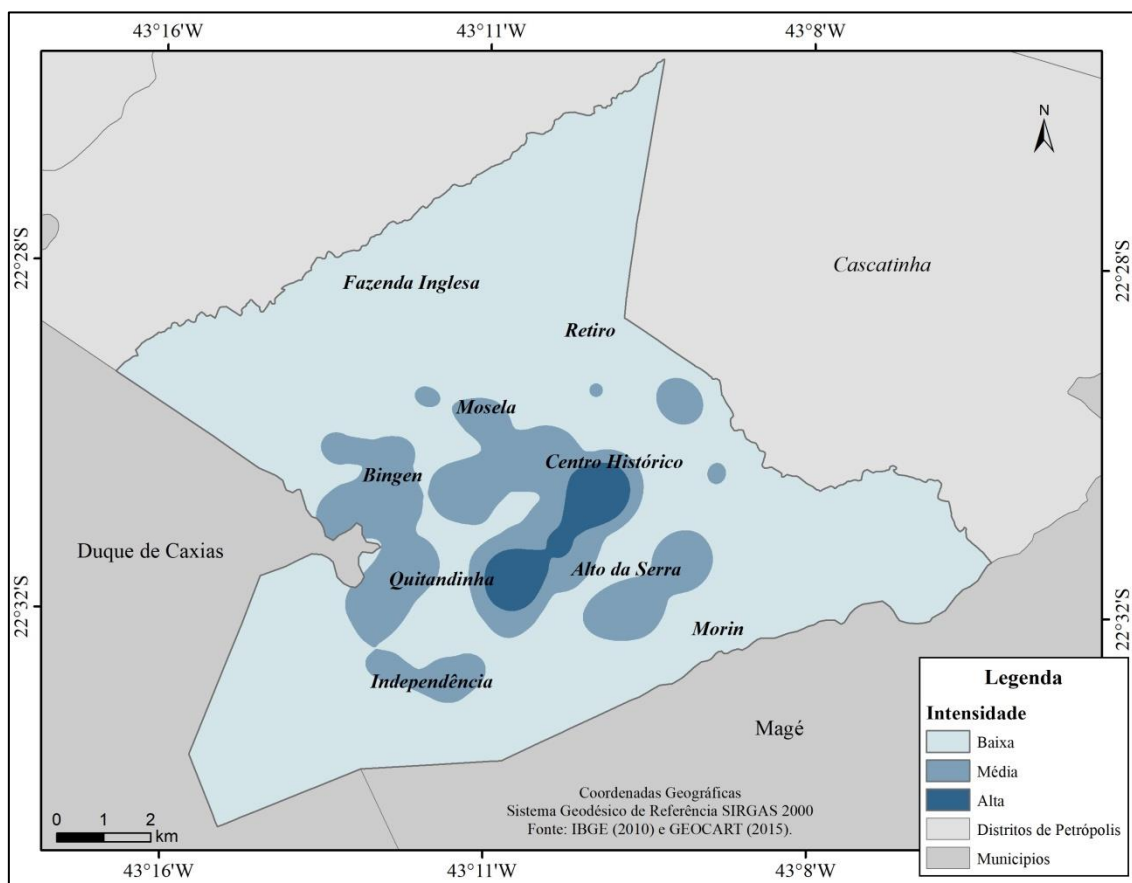 43°16'W
43°11'W
43°8'W
N
22°28'S
22°28'S
Cascatinha
Fazenda Inglesa
Retiro
Mosela
Centro Histórico
Bingen
Duque de Caxias
Quitandinha
Alto da Serra
22°32'S
22°32'S
Morin
Independência
Magé
Legenda
Intensidade
Baixa
Média
Alta
Distritos de Petrópolis
Municipios
Coordenadas Geográficas
Sistema Geodésico de Referência SIRGAS 2000
Fonte: IBGE (2010) e GEOCART (2015).
0 1 2
km
43°16'W
43°11'W
43°8'W